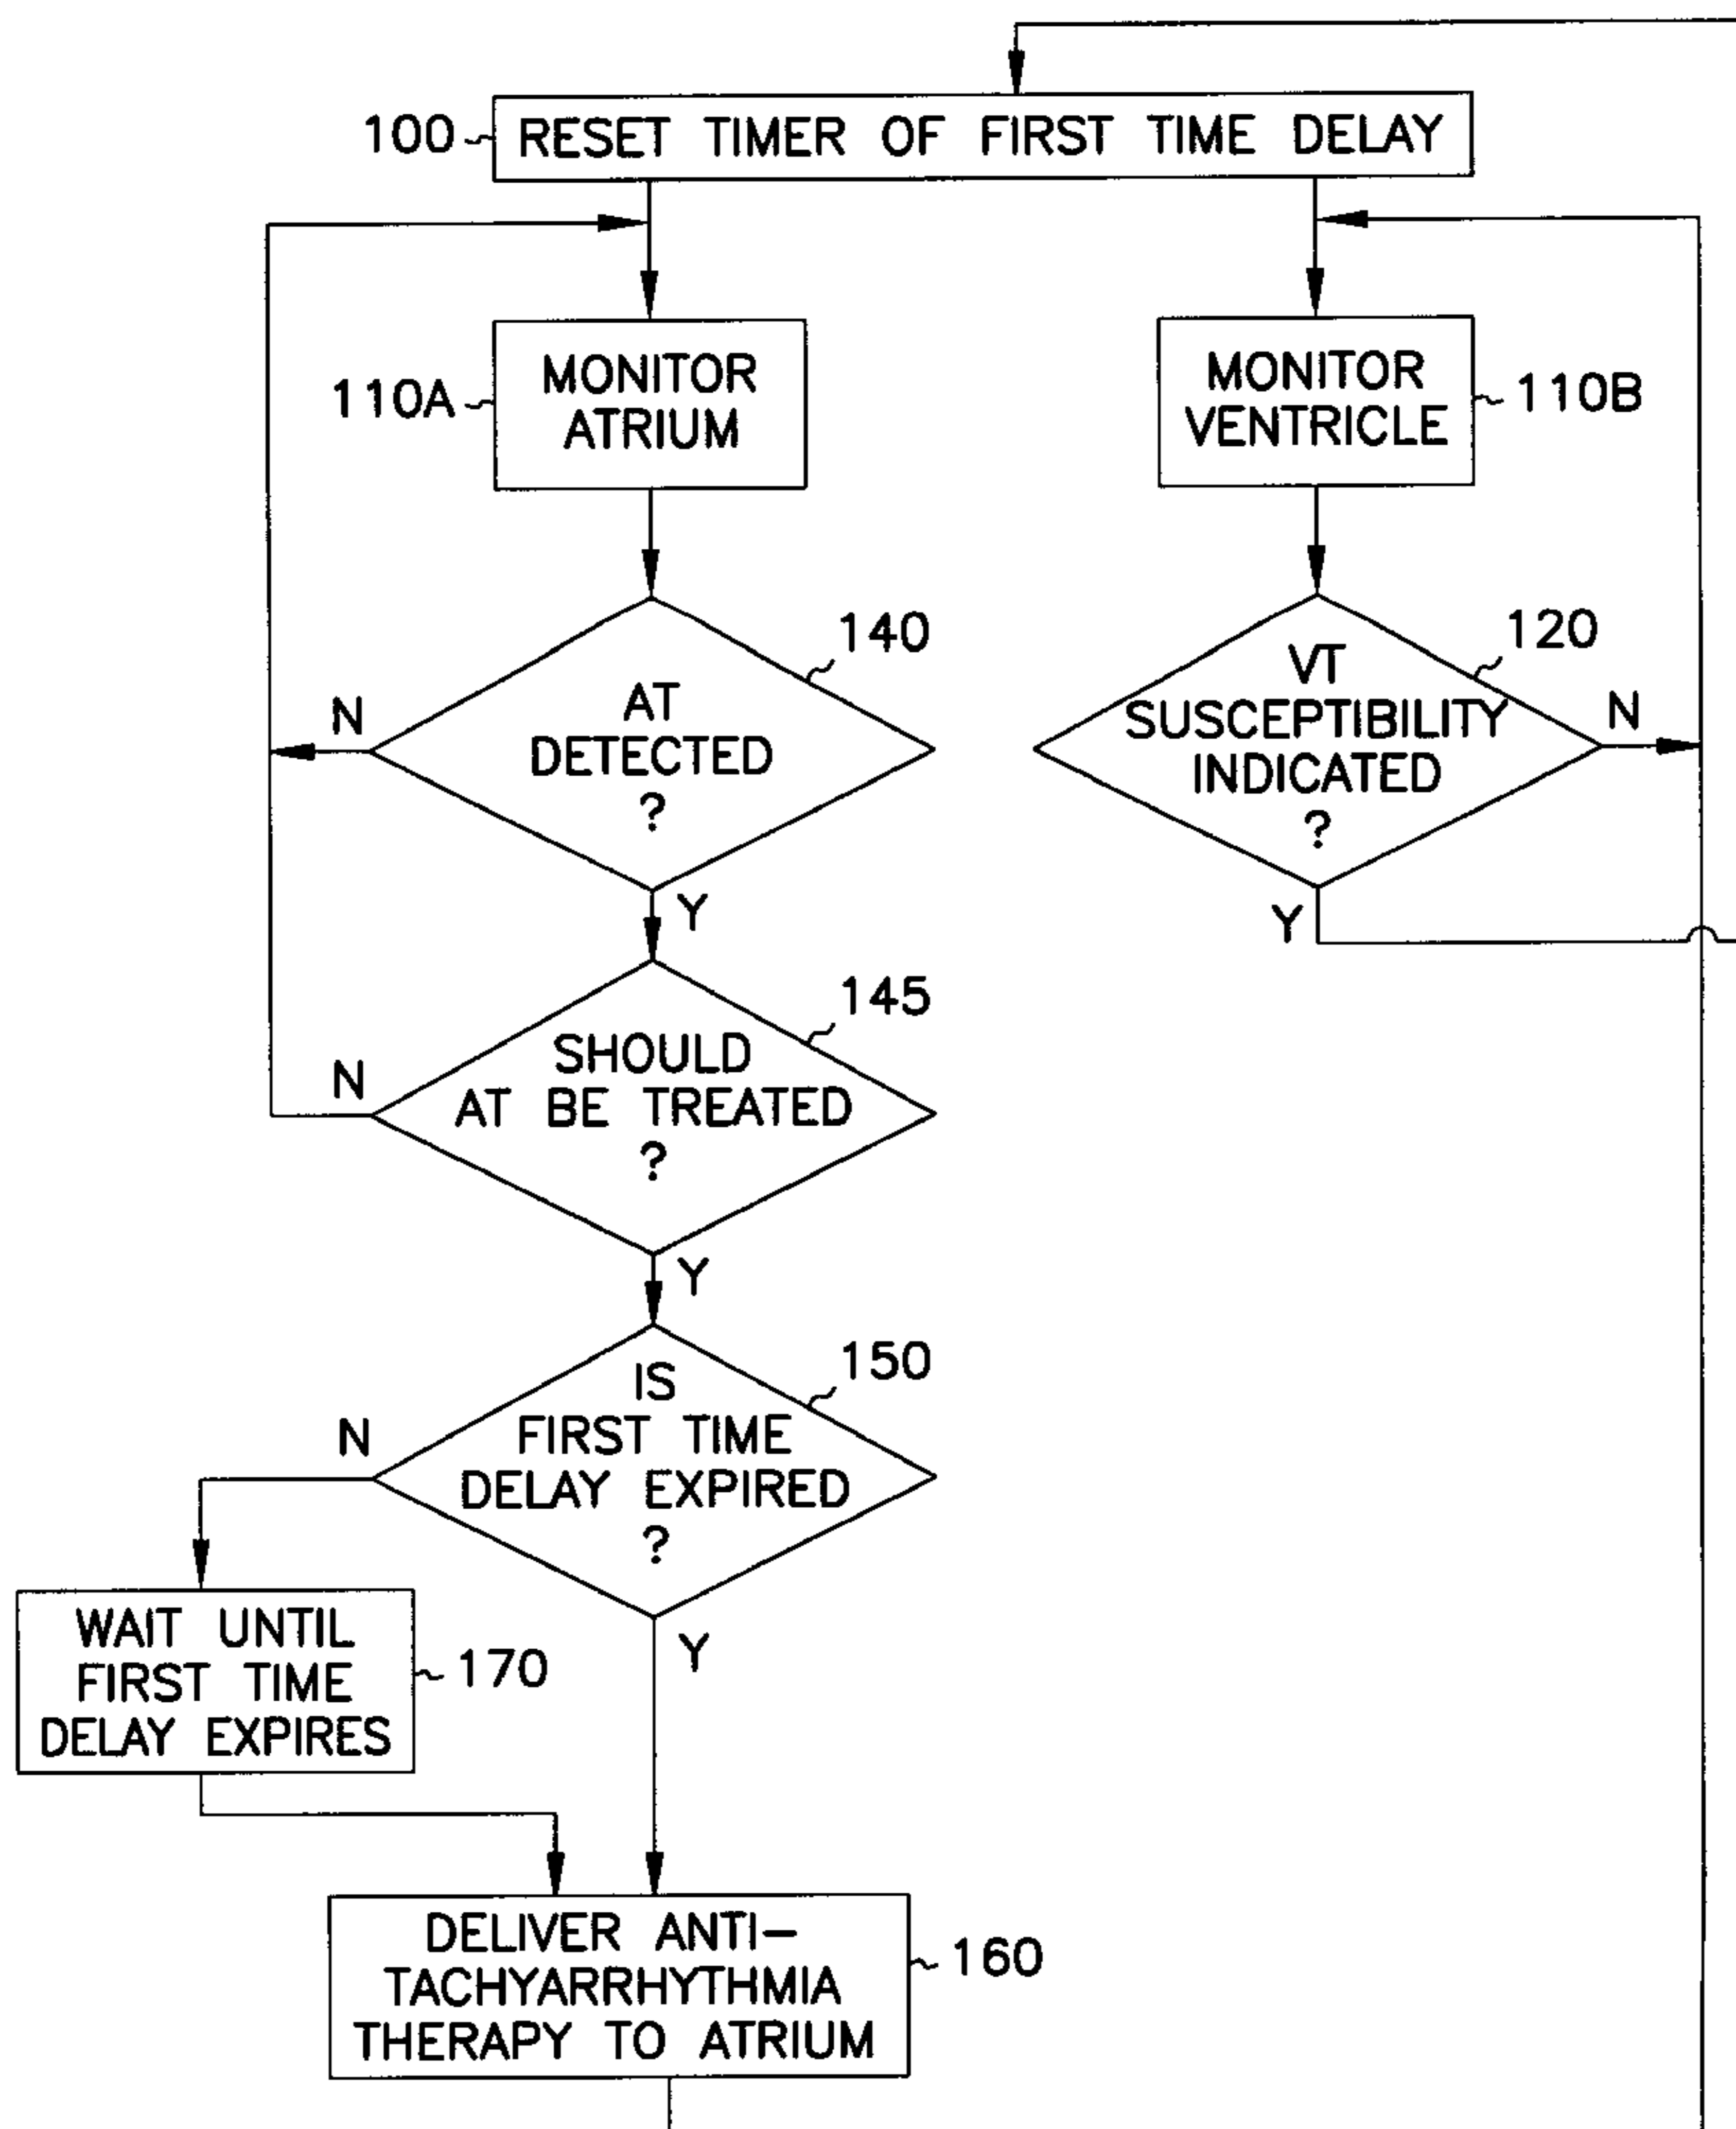 100 RESET TIMER OF FIRST TIME DELAY
110A
MONITOR
ATRIUM
MONITOR
VENTRICLE
110B
140
AT
DETECTED
?
N
Y
120
VT
SUSCEPTIBILITY
INDICATED
?
N
Y
145
SHOULD
AT BE TREATED
?
N
Y
150
IS
FIRST TIME
DELAY EXPIRED
?
N
Y
WAIT UNTIL
FIRST TIME
DELAY EXPIRES
170
DELIVER ANTI-
TACHYARRHYTHMIA
THERAPY TO ATRIUM
160